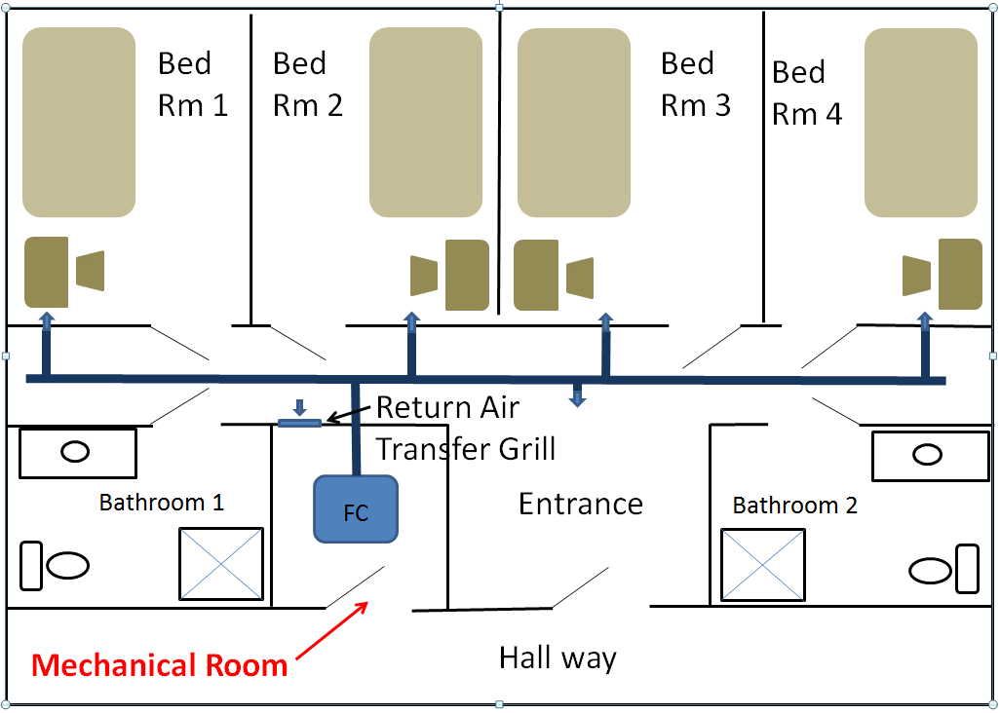 Bed
Rm 1
Bed
Rm 2
Bed
Rm 3
Bed
Rm 4
Return Air
Transfer Grill
FC
Bathroom 1
Entrance
Bathroom 2
Mechanical Room
Hall way